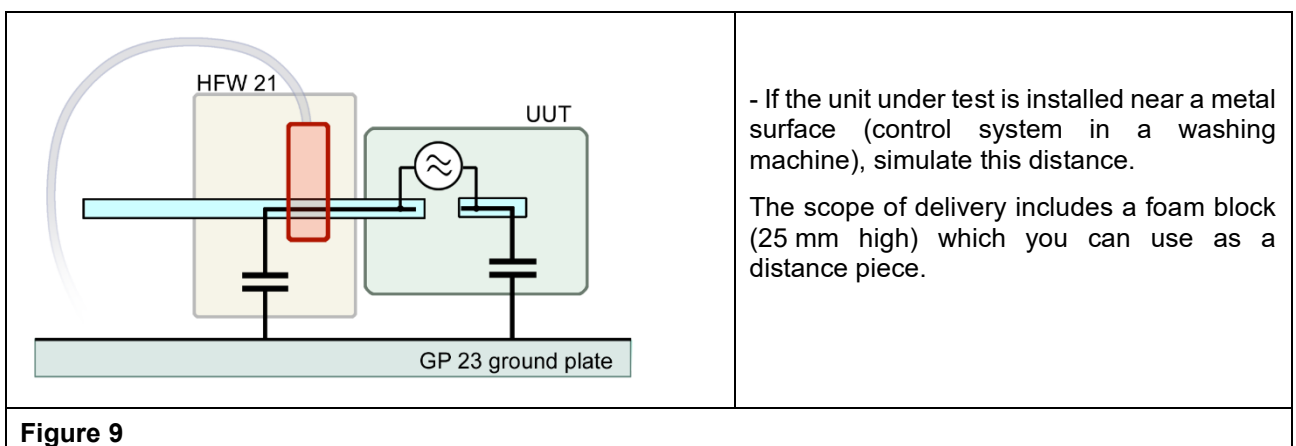 HFW 21
UUT
GP 23 ground plate
- If the unit under test is installed near a metal
surface (control system in a washing
machine), simulate this distance.
The scope of delivery includes a foam block
(25 mm high) which you can use as a
distance piece.
Figure 9